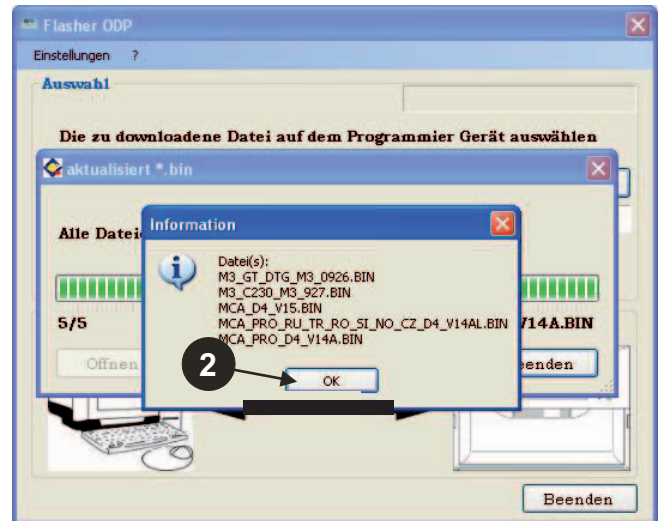 Flasher ODP
Einstellungen ?
Auswahl
Die zu downloadene Datei auf dem Programmier Gerät auswählen
aktualisiert *.bin
Alle Datei
Information
Datei(s):
M3_GT_DTG_M3_0926.BIN
M3_C230_M3_927.BIN
MCA_D4_V15.BIN
MCA_PRO_RU_TR_RO_SI_NO_CZ_D4_V14AL.BIN
MCA_PRO_D4_V14A.BIN
5/5
V14A.BIN
Offnen
2
OK
eenden
Beenden